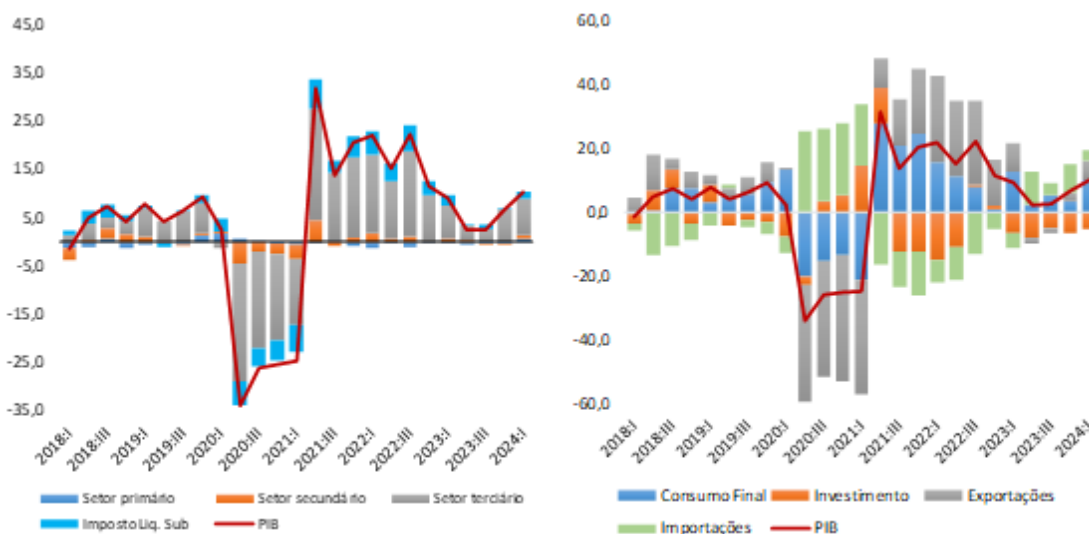 45,0
35,0
25,0
15,0
5,0
-5,0
-15,0
-25,0
-35,0
2018:I
2018:III
2019:I
2019:III
2020:I
2020:III
2021:I
2021:III
2022:I
2022:III
2023:I
2023:III
2024:I
Setor primário
Setor secundário
Setor terciário
Imposto Liq. Sub
PIB
60,0
40,0
20,0
0,0
-20,0
-40,0
-60,0
2018:I
2018:III
2019:I
2019:III
2020:I
2020:III
2021:I
2021:III
2022:I
2022:III
2023:I
2023:III
2024:I
Consumo Final
Investimento
Exportações
Importações
PIB